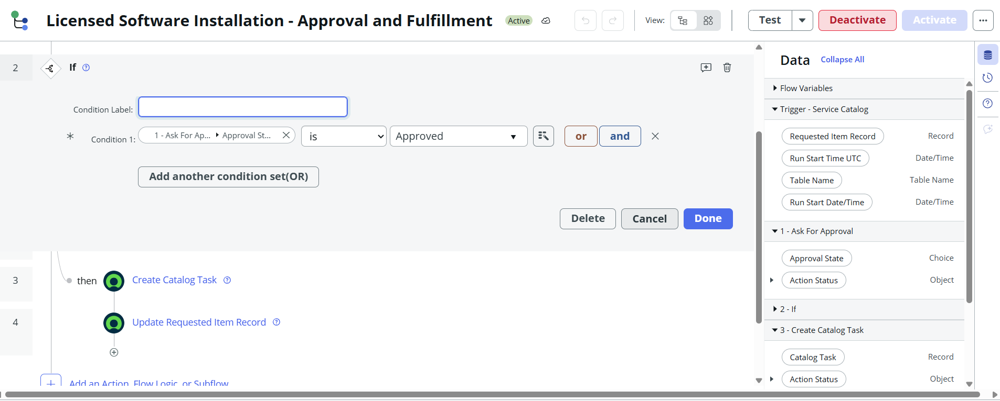 Licensed Software Installation - Approval and Fulfillment Active View: Test Deactivate Activate ...
2 If
Condition Label:
* Condition 1: 1 - Ask For Ap... Approval St... is Approved or and
Add another condition set(OR)
Delete Cancel Done
3 then Create Catalog Task
4 Update Requested Item Record
Add an Action, Flow Logic, or Subflow
Data Collapse All
Flow Variables
Trigger - Service Catalog
Requested Item Record Record
Run Start Time UTC Date/Time
Table Name Table Name
Run Start Date/Time Date/Time
1 - Ask For Approval
Approval State Choice
Action Status Object
2 - If
3 - Create Catalog Task
Catalog Task Record
Action Status Object